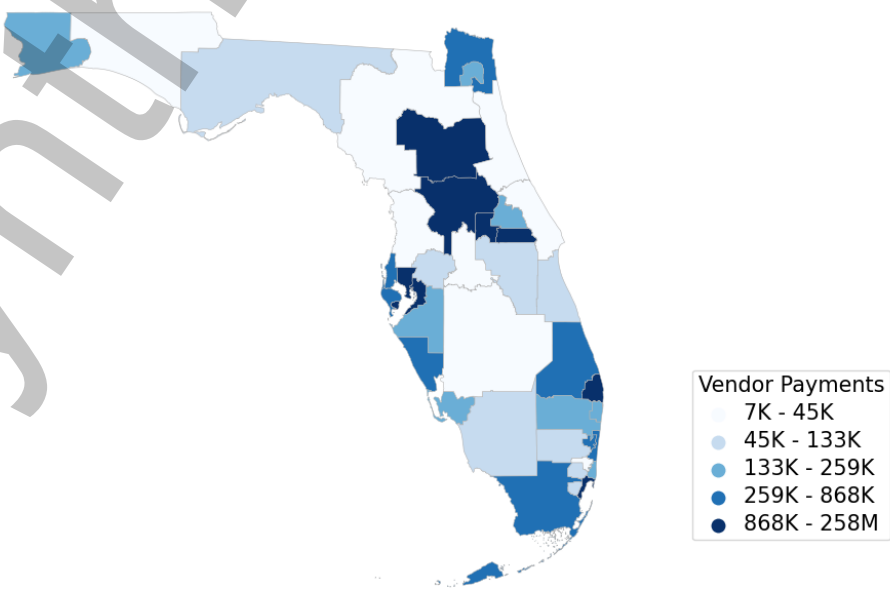 Vendor Payments
7K - 45K
45K - 133K
133K - 259K
259K - 868K
868K - 258M